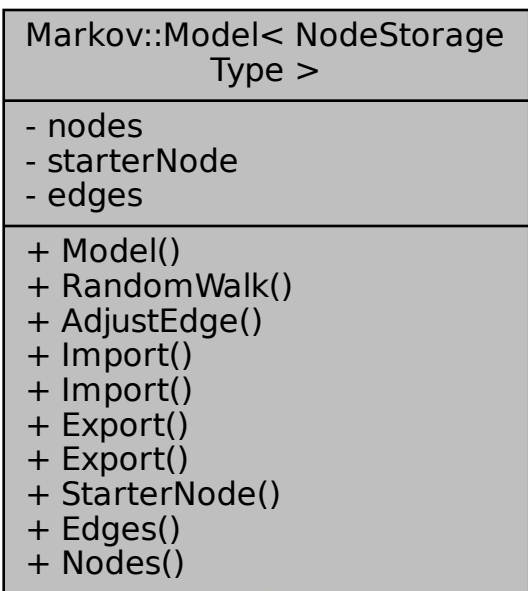 Markov::Model< NodeStorage
Type >
- nodes
- starterNode
- edges
+ Model()
+ RandomWalk()
+ AdjustEdge()
+ Import()
+ Import()
+ Export()
+ Export()
+ StarterNode()
+ Edges()
+ Nodes()